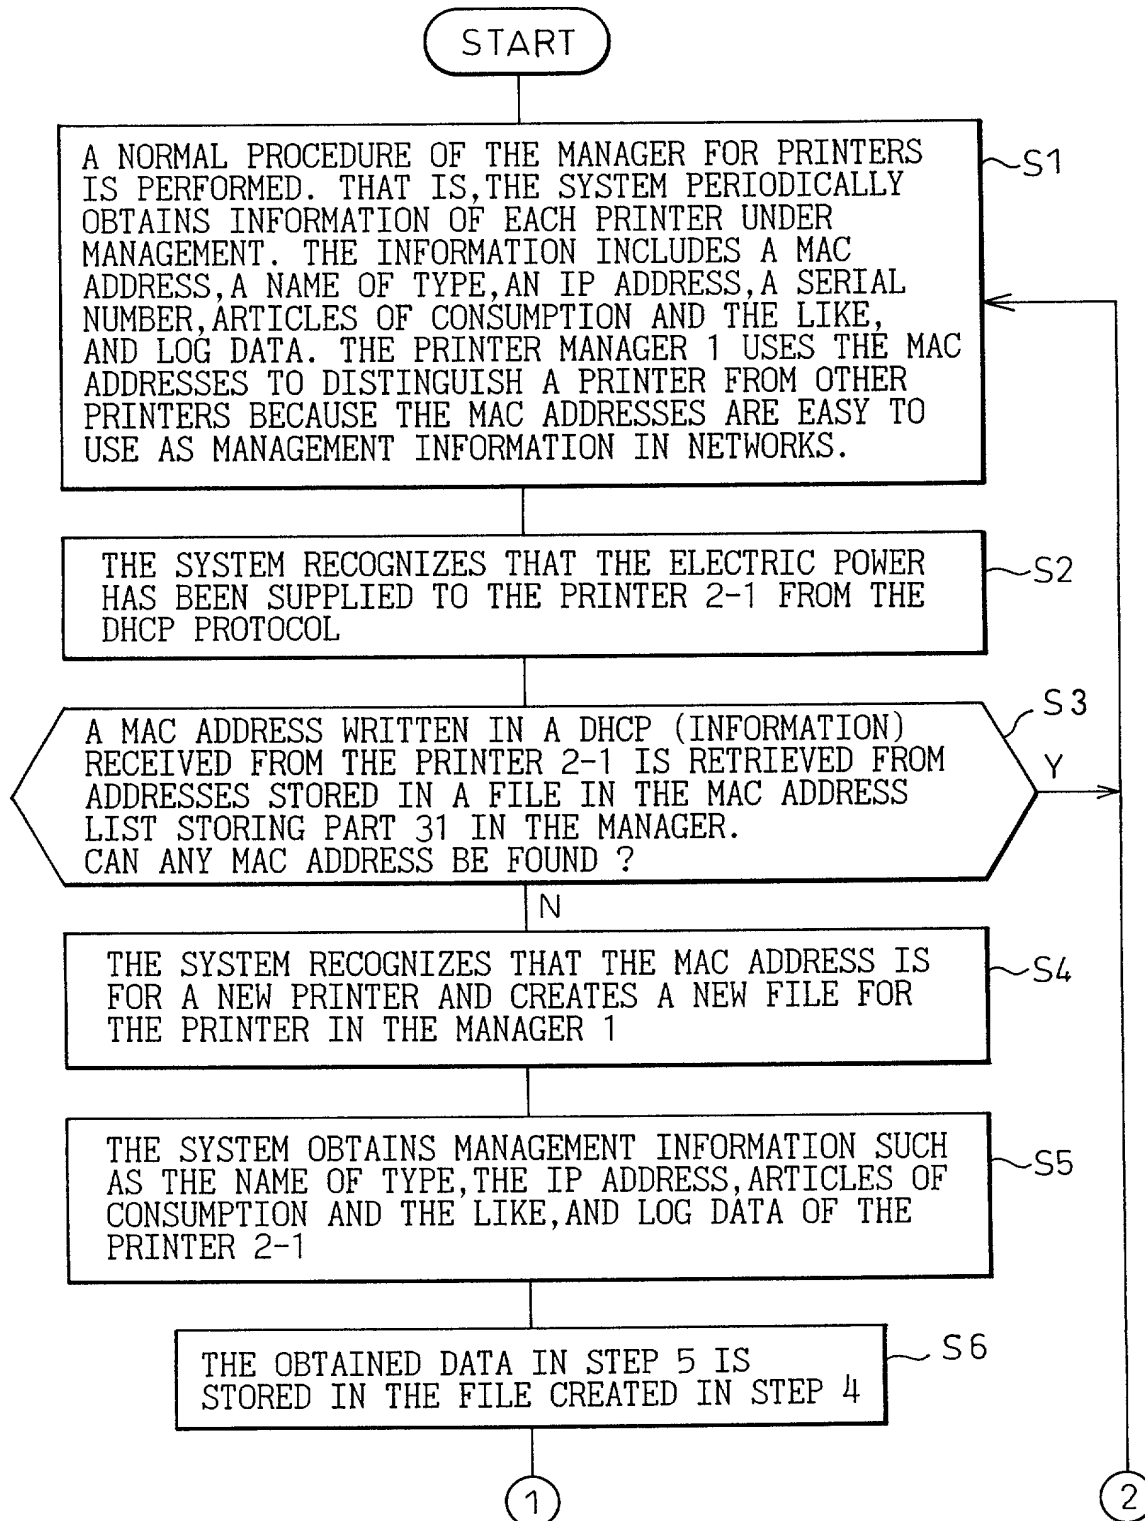 START
A NORMAL PROCEDURE OF THE MANAGER FOR PRINTERS
IS PERFORMED. THAT IS,THE SYSTEM PERIODICALLY
OBTAINS INFORMATION OF EACH PRINTER UNDER
MANAGEMENT. THE INFORMATION INCLUDES A MAC
ADDRESS,A NAME OF TYPE,AN IP ADDRESS,A SERIAL
NUMBER,ARTICLES OF CONSUMPTION AND THE LIKE,
AND LOG DATA. THE PRINTER MANAGER 1 USES THE MAC
ADDRESSES TO DISTINGUISH A PRINTER FROM OTHER
PRINTERS BECAUSE THE MAC ADDRESSES ARE EASY TO
USE AS MANAGEMENT INFORMATION IN NETWORKS.
S1
THE SYSTEM RECOGNIZES THAT THE ELECTRIC POWER
HAS BEEN SUPPLIED TO THE PRINTER 2-1 FROM THE
DHCP PROTOCOL
S2
A MAC ADDRESS WRITTEN IN A DHCP (INFORMATION)
RECEIVED FROM THE PRINTER 2-1 IS RETRIEVED FROM
ADDRESSES STORED IN A FILE IN THE MAC ADDRESS
LIST STORING PART 31 IN THE MANAGER.
CAN ANY MAC ADDRESS BE FOUND ?
S3
Y
N
THE SYSTEM RECOGNIZES THAT THE MAC ADDRESS IS
FOR A NEW PRINTER AND CREATES A NEW FILE FOR
THE PRINTER IN THE MANAGER 1
S4
THE SYSTEM OBTAINS MANAGEMENT INFORMATION SUCH
AS THE NAME OF TYPE,THE IP ADDRESS,ARTICLES OF
CONSUMPTION AND THE LIKE,AND LOG DATA OF THE
PRINTER 2-1
S5
THE OBTAINED DATA IN STEP 5 IS
STORED IN THE FILE CREATED IN STEP 4
S6
1
2